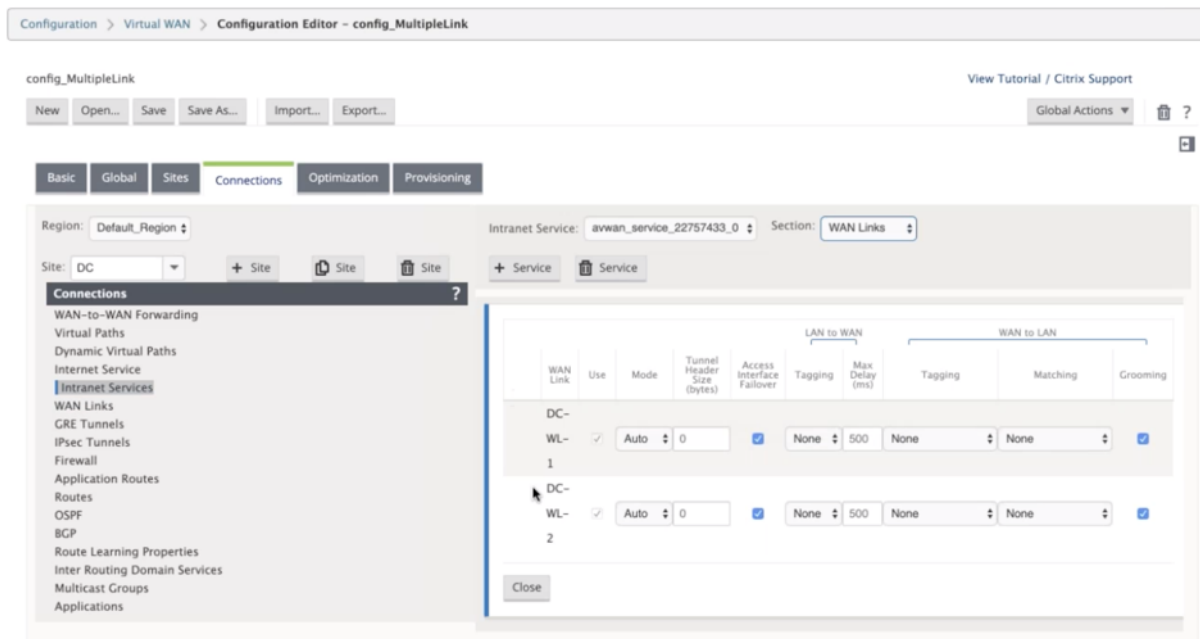 Configuration > Virtual WAN > Configuration Editor – config_MultipleLink
config_MultipleLink
View Tutorial / Citrix Support
New Open... Save Save As... Import... Export... Global Actions ?
Basic Global Sites Connections Optimization Provisioning
Region: Default_Region
Intranet Service: avwan_service_22757433_0 Section: WAN Links
Site: DC + Site Site Site
+ Service Service
Connections ?
WAN-to-WAN Forwarding
Virtual Paths
Dynamic Virtual Paths
Internet Service
Intranet Services
WAN Links
GRE Tunnels
IPsec Tunnels
Firewall
Application Routes
Routes
OSPF
BGP
Route Learning Properties
Inter Routing Domain Services
Multicast Groups
Applications
LAN to WAN WAN to LAN
WAN Link
Use
Mode
Tunnel Header Size (bytes)
Access Interface Failover
Tagging
Max Delay (ms)
Tagging
Matching
Grooming
DC-
WL- Auto 0 None 500 None None
1
DC-
WL- Auto 0 None 500 None None
2
Close